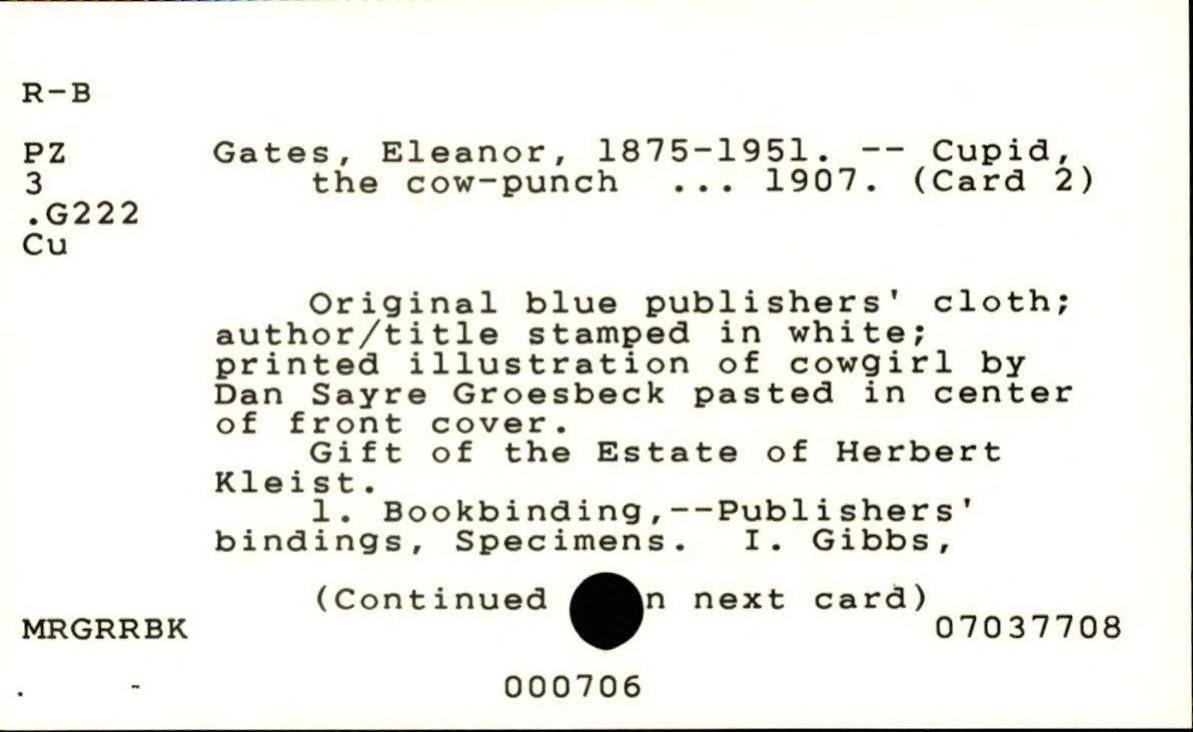 R-B
PZ
3
.G222
Cu
Gates, Eleanor, 1875-1951. -- Cupid,
the cow-punch ... 1907. (Card 2)
Original blue publishers' cloth;
author/title stamped in white;
printed illustration of cowgirl by
Dan Sayre Groesbeck pasted in center
of front cover.
Gift of the Estate of Herbert
Kleist.
1. Bookbinding,--Publishers'
bindings, Specimens. I. Gibbs,
(Continued n next card)
MRGRRBK 07037708
000706